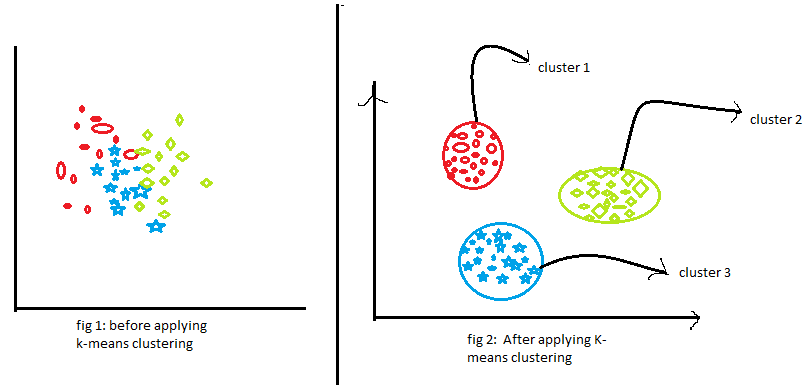 fig 1: before applying
k-means clustering
cluster 1
cluster 2
cluster 3
fig 2:  After applying K-
means clustering